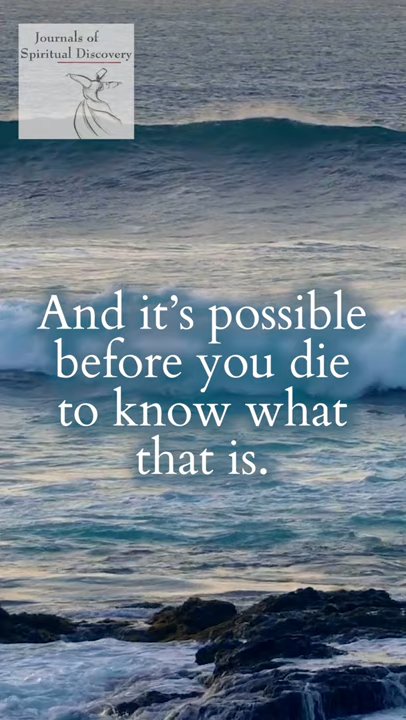 Journals of
Spiritual Discovery
And it's possible
before you die
to know what
that is.